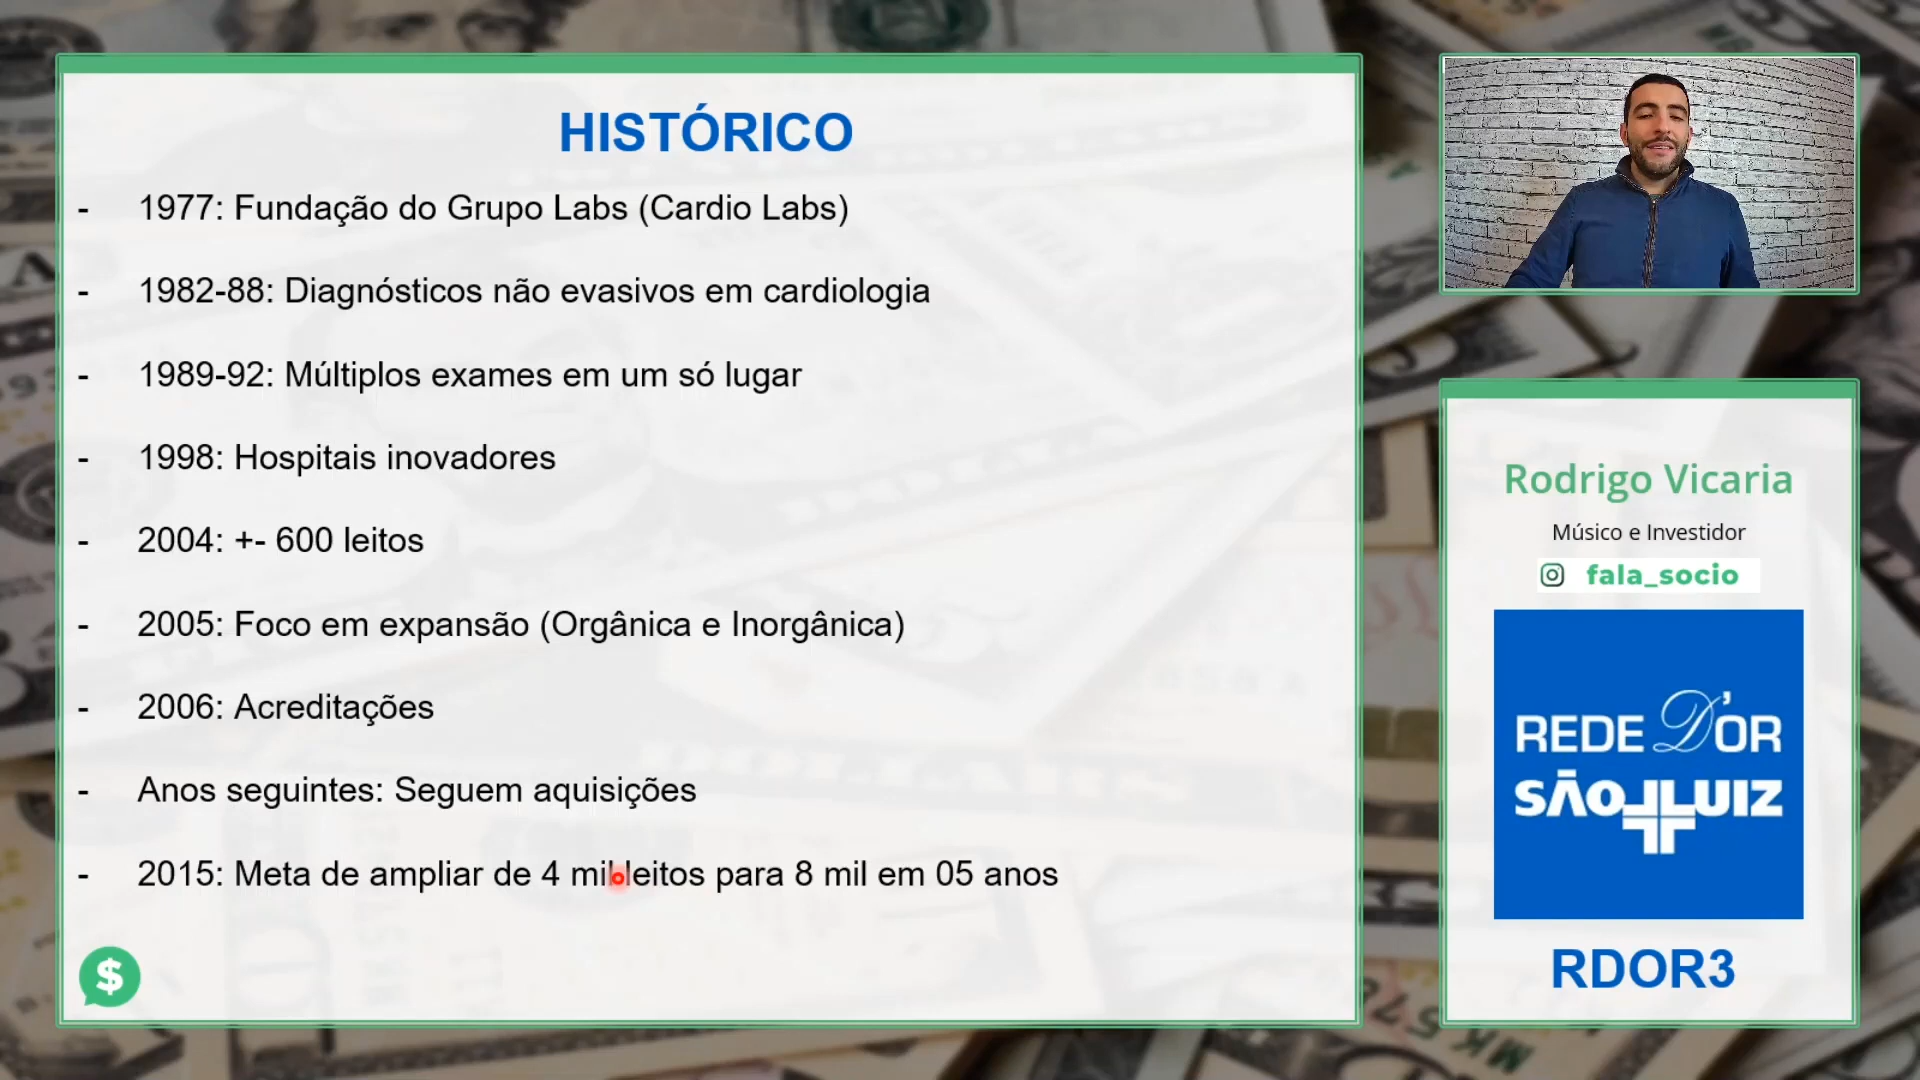 HISTÓRICO
- 1977: Fundação do Grupo Labs (Cardio Labs)
- 1982-88: Diagnósticos não evasivos em cardiologia
- 1989-92: Múltiplos exames em um só lugar
- 1998: Hospitais inovadores
- 2004: +- 600 leitos
- 2005: Foco em expansão (Orgânica e Inorgânica)
- 2006: Acreditações
- Anos seguintes: Seguem aquisições
- 2015: Meta de ampliar de 4 mil leitos para 8 mil em 05 anos
$
Rodrigo Vicaria
Músico e Investidor
fala_socio
REDE D'OR
SÃO LUIZ
RDOR3